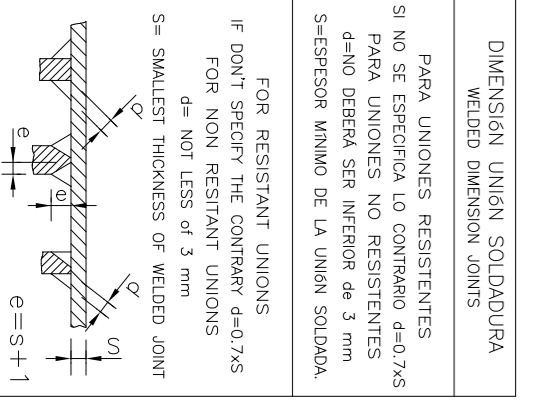 DIMENSIóN UNIóN SOLDADURA
WELDED DIMENSION JOINTS
PARA UNIONES RESISTENTES
SI NO SE ESPECIFICA LO CONTRARIO d=0.7xS
PARA UNIONES NO RESISTENTES
d=NO DEBERÁ SER INFERIOR de 3 mm
S=ESPESOR MíNIMO DE LA UNIóN SOLDADA.
FOR RESISTANT UNIONS
IF DON'T SPECIFY THE CONTRARY d=0.7xS
FOR NON RESITANT UNIONS
d= NOT LESS of 3 mm
S= SMALLEST THICKNESS OF WELDED JOINT
d
d
S
e
e
e=s+1